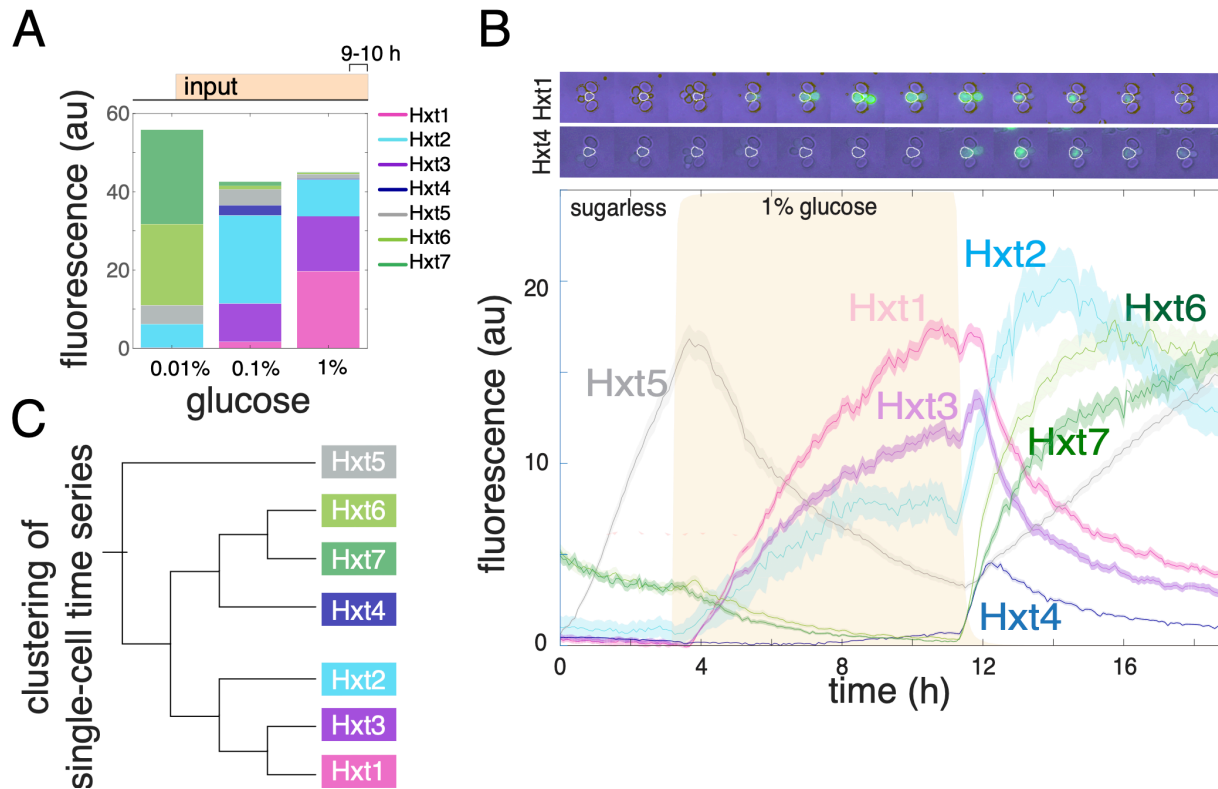 A
9-10 h
input
60
40
20
0
fluorescence (au)
0.01%
0.1%
1%
glucose
Hxt1
Hxt2
Hxt3
Hxt4
Hxt5
Hxt6
Hxt7
B
Hxt1
Hxt4
sugarless
1% glucose
Hxt2
Hxt1
Hxt6
Hxt5
Hxt3
Hxt7
Hxt4
20
10
0
fluorescence (au)
0
4
8
12
16
time (h)
C
clustering of
single-cell time series
Hxt5
Hxt6
Hxt7
Hxt4
Hxt2
Hxt3
Hxt1